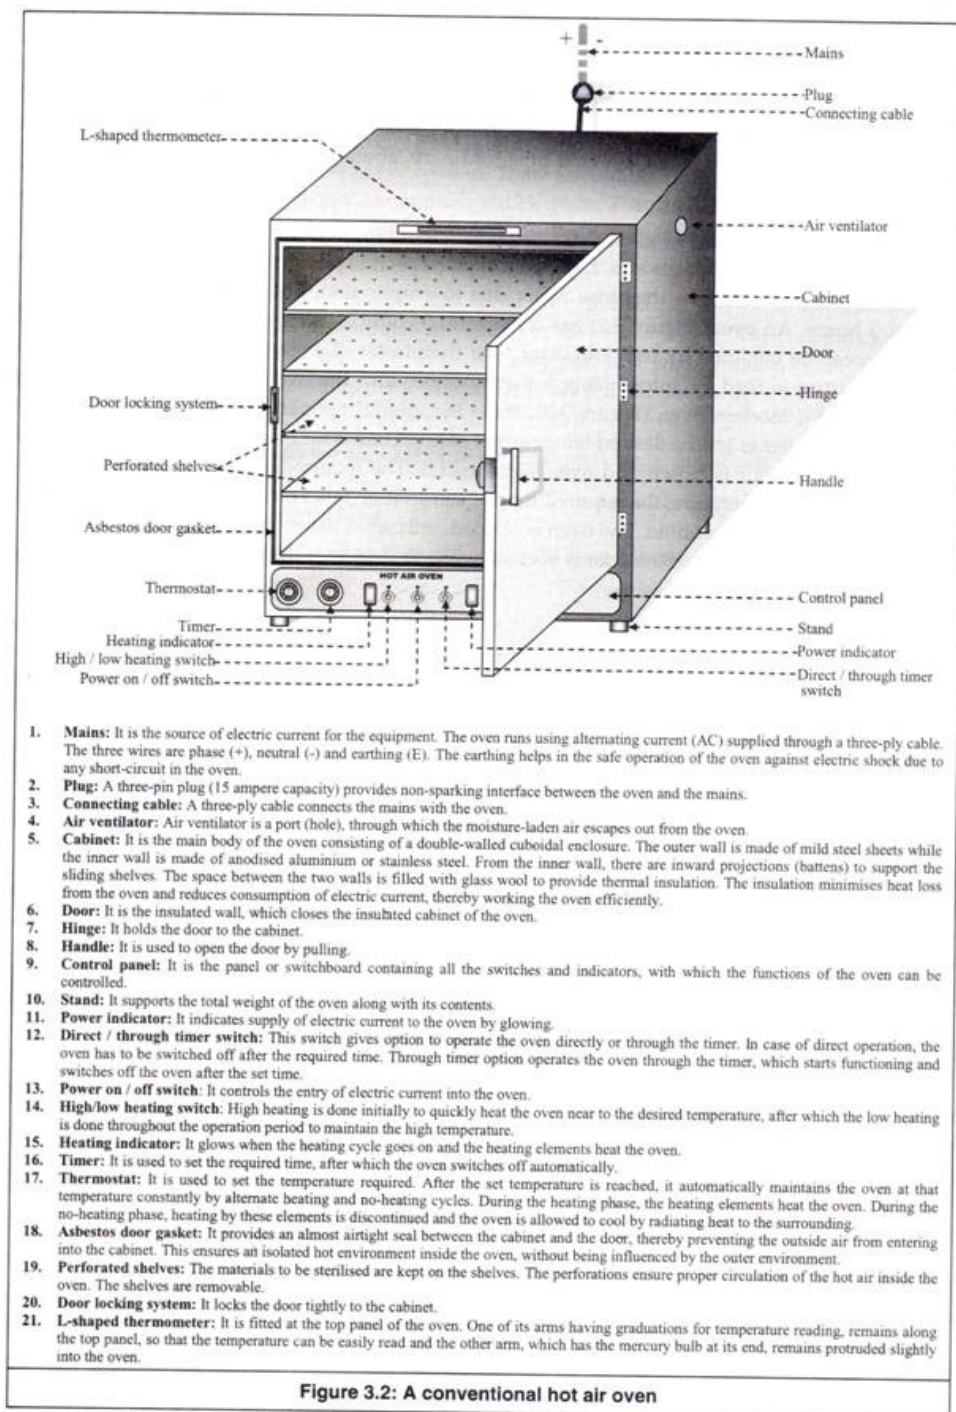 + -
Mains
Plug
Connecting cable
L-shaped thermometer
Air ventilator
Cabinet
Door
Hinge
Door locking system
Perforated shelves
Handle
Asbestos door gasket
HOT AIR OVEN
Thermostat
Control panel
Timer
Stand
Heating indicator
Power indicator
High / low heating switch
Direct / through timer
switch
Power on / off switch
1. Mains: It is the source of electric current for the equipment. The oven runs using alternating current (AC) supplied through a three-ply cable.
The three wires are phase (+), neutral (-) and earthing (E). The earthing helps in the safe operation of the oven against electric shock due to
any short-circuit in the oven.
2. Plug: A three-pin plug (15 ampere capacity) provides non-sparking interface between the oven and the mains.
3. Connecting cable: A three-ply cable connects the mains with the oven.
4. Air ventilator: Air ventilator is a port (hole), through which the moisture-laden air escapes out from the oven.
5. Cabinet: It is the main body of the oven consisting of a double-walled cuboidal enclosure. The outer wall is made of mild steel sheets while
the inner wall is made of anodised aluminium or stainless steel. From the inner wall, there are inward projections (battens) to support the
sliding shelves. The space between the two walls is filled with glass wool to provide thermal insulation. The insulation minimises heat loss
from the oven and reduces consumption of electric current, thereby working the oven efficiently.
6. Door: It is the insulated wall, which closes the insulated cabinet of the oven.
7. Hinge: It holds the door to the cabinet.
8. Handle: It is used to open the door by pulling.
9. Control panel: It is the panel or switchboard containing all the switches and indicators, with which the functions of the oven can be
controlled.
10. Stand: It supports the total weight of the oven along with its contents.
11. Power indicator: It indicates supply of electric current to the oven by glowing.
12. Direct / through timer switch: This switch gives option to operate the oven directly or through the timer. In case of direct operation, the
oven has to be switched off after the required time. Through timer option operates the oven through the timer, which starts functioning and
switches off the oven after the set time.
13. Power on / off switch: It controls the entry of electric current into the oven.
14. High/low heating switch: High heating is done initially to quickly heat the oven near to the desired temperature, after which the low heating
is done throughout the operation period to maintain the high temperature.
15. Heating indicator: It glows when the heating cycle goes on and the heating elements heat the oven.
16. Timer: It is used to set the required time, after which the oven switches off automatically.
17. Thermostat: It is used to set the temperature required. After the set temperature is reached, it automatically maintains the oven at that
temperature constantly by alternate heating and no-heating cycles. During the heating phase, the heating elements heat the oven. During the
no-heating phase, heating by these elements is discontinued and the oven is allowed to cool by radiating heat to the surrounding.
18. Asbestos door gasket: It provides an almost airtight seal between the cabinet and the door, thereby preventing the outside air from entering
into the cabinet. This ensures an isolated hot environment inside the oven, without being influenced by the outer environment.
19. Perforated shelves: The materials to be sterilised are kept on the shelves. The perforations ensure proper circulation of the hot air inside the
oven. The shelves are removable.
20. Door locking system: It locks the door tightly to the cabinet.
21. L-shaped thermometer: It is fitted at the top panel of the oven. One of its arms having graduations for temperature reading, remains along
the top panel, so that the temperature can be easily read and the other arm, which has the mercury bulb at its end, remains protruded slightly
into the oven.
Figure 3.2: A conventional hot air oven